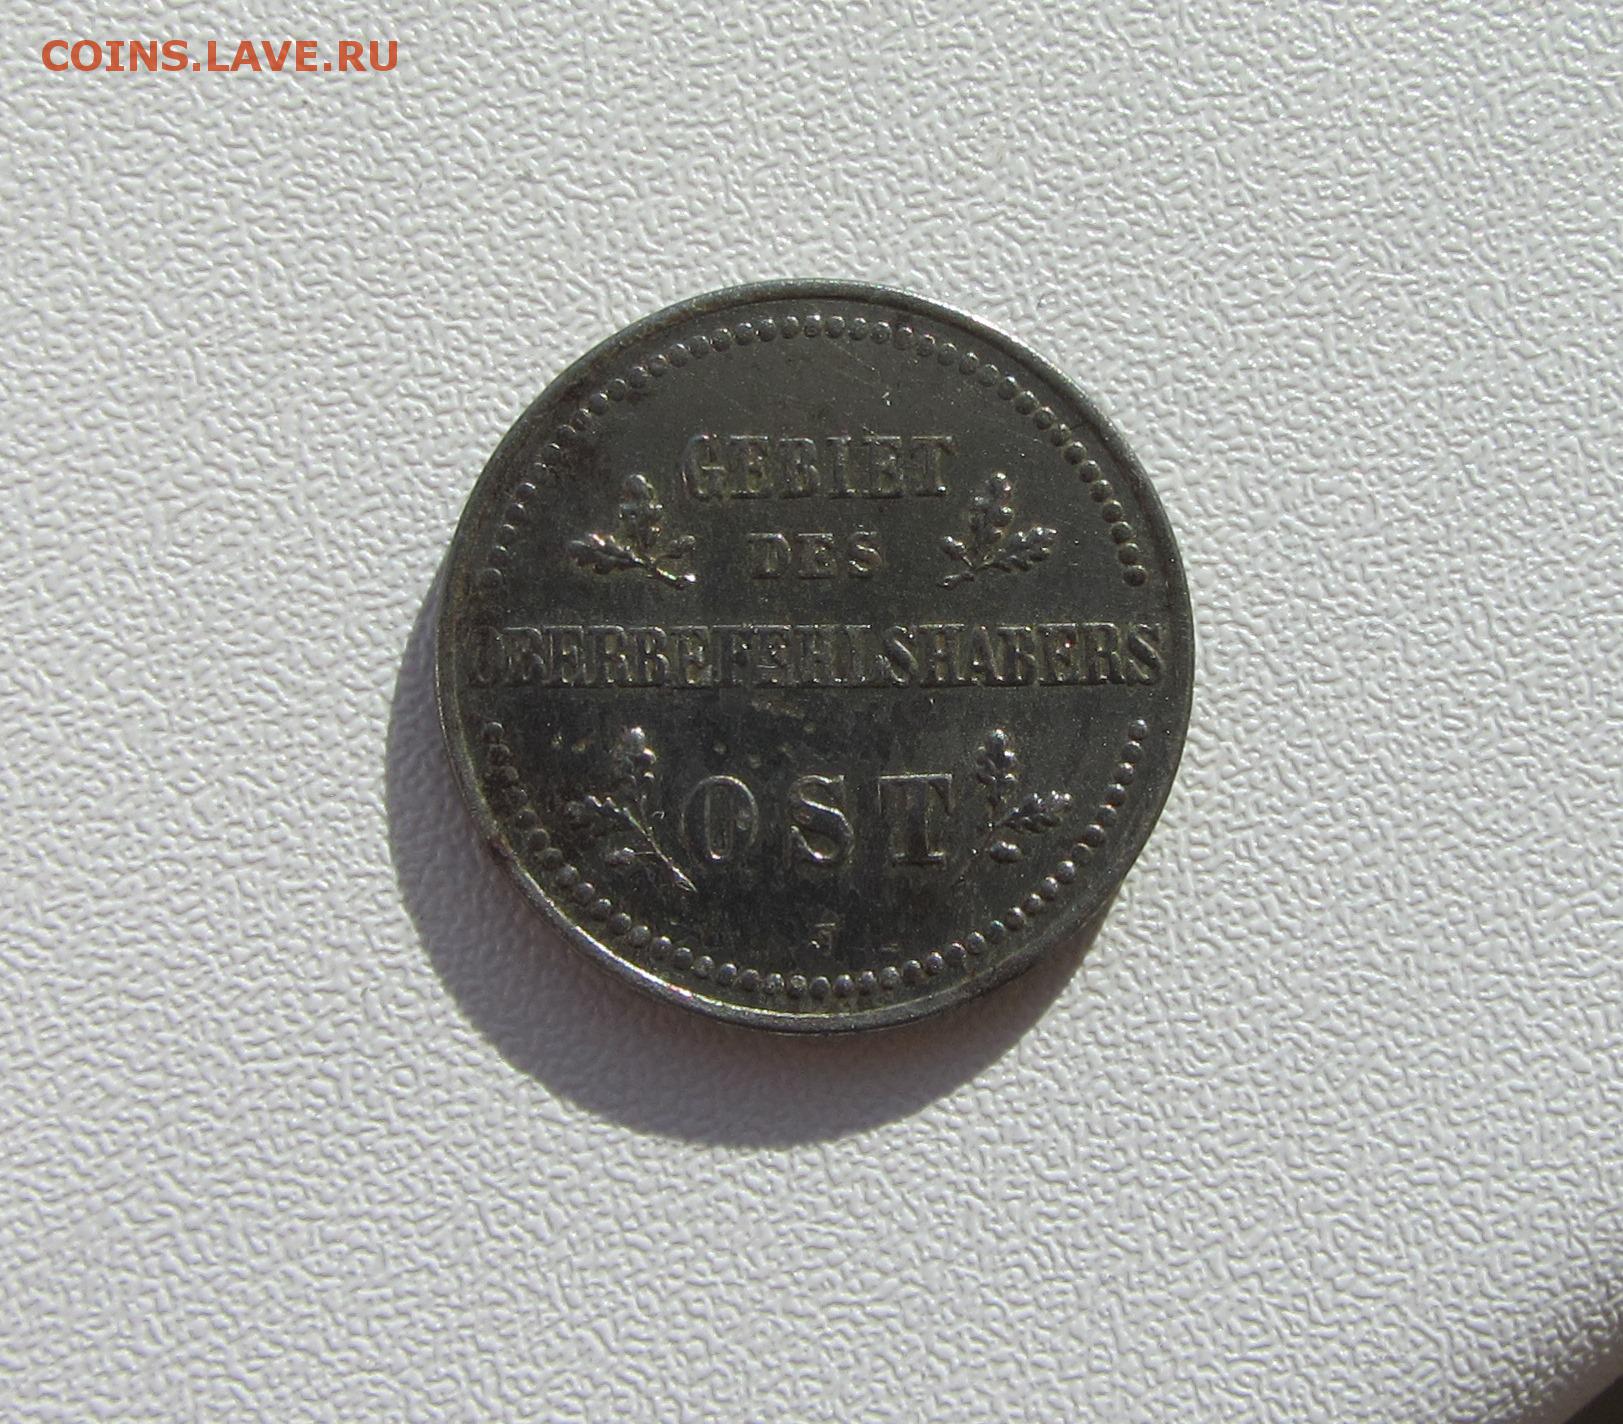 COINS.LAVE.RU
GEBIET
DES
OBERBEFEHLSHABERS
OST
J